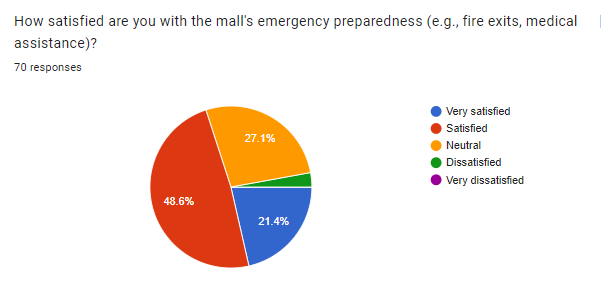 How satisfied are you with the mall's emergency preparedness (e.g., fire exits, medical
assistance)?
70 responses
27.1%
48.6%
21.4%
Very satisfied
Satisfied
Neutral
Dissatisfied
Very dissatisfied